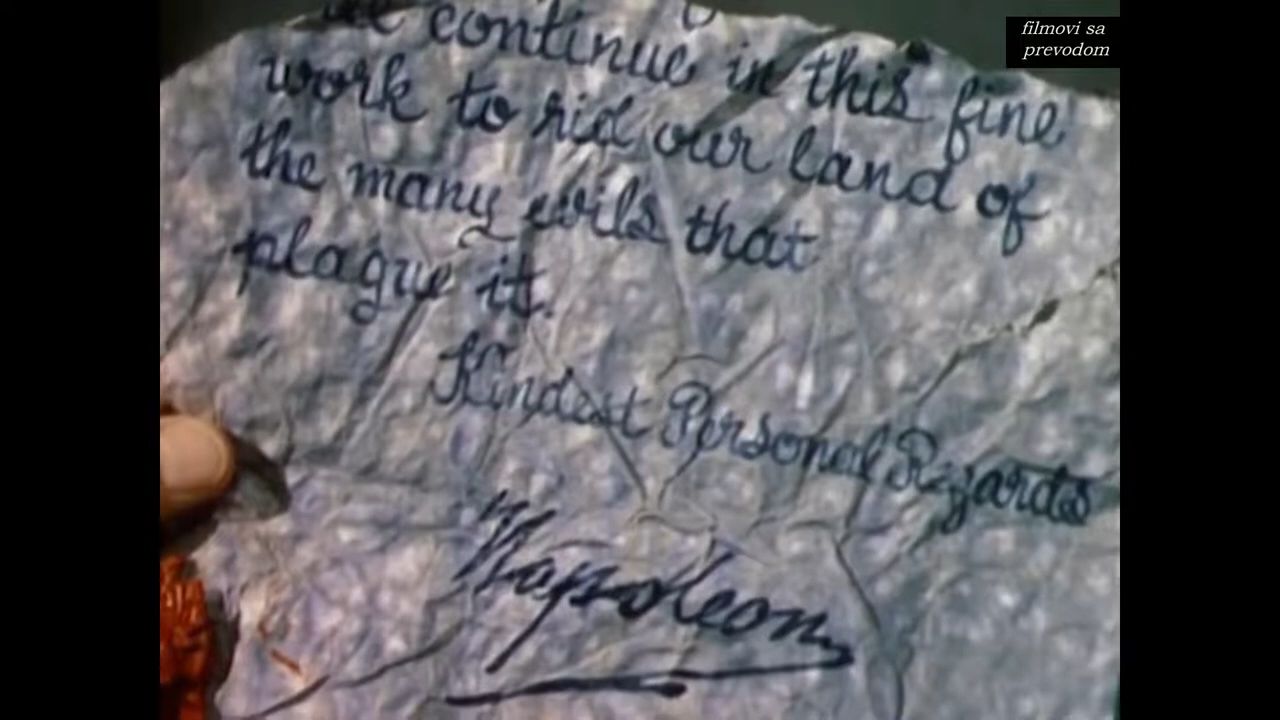 filmovi sa
prevodom
continue in this fine
work to rid our land of
the many evils that
plague it.
Kindest Personal Regards
Napoleon